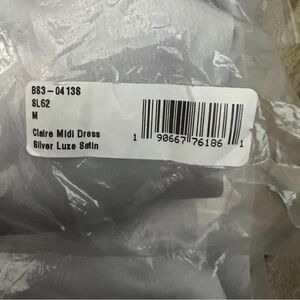 BS3-0413S
SL62
M
Claire Midi Dress
Silver Luxe Satin
1 90667 76186 1